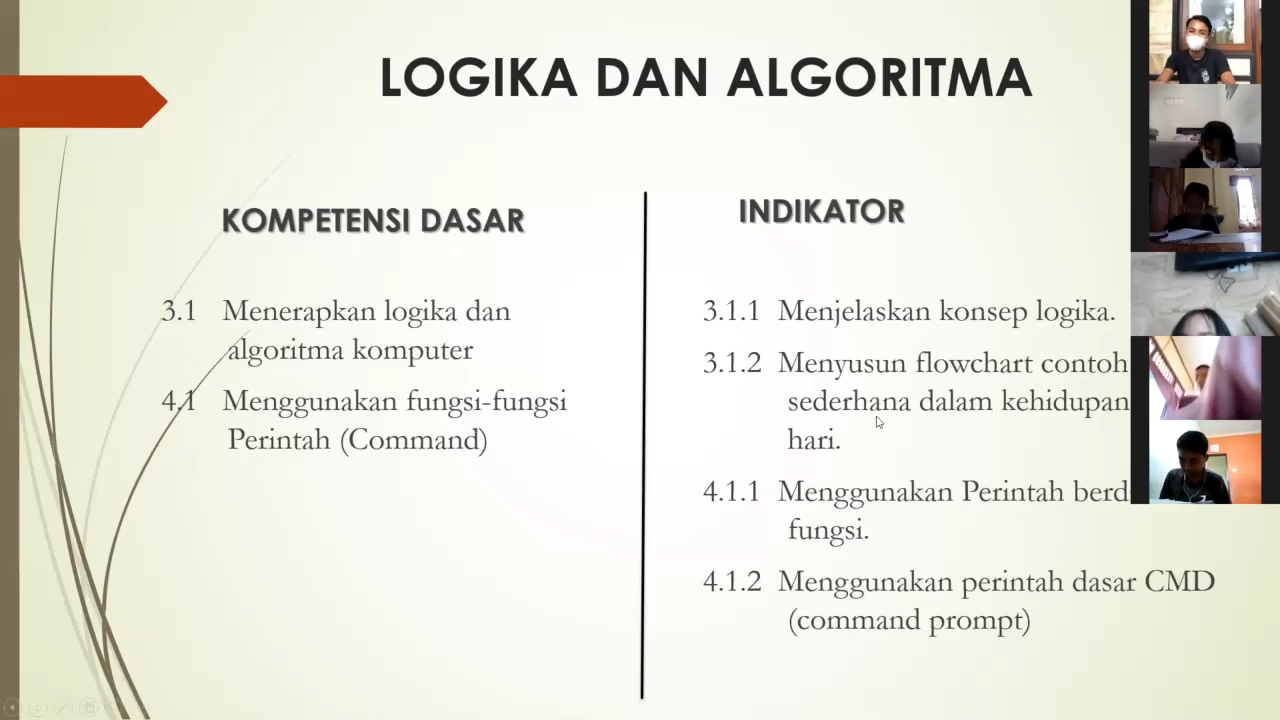 LOGIKA DAN ALGORITMA
KOMPETENSI DASAR
3.1 Menerapkan logika dan
algoritma komputer
4.1 Menggunakan fungsi-fungsi
Perintah (Command)
INDIKATOR
3.1.1 Menjelaskan konsep logika.
3.1.2 Menyusun flowchart contoh
sederhana dalam kehidupan
hari.
4.1.1 Menggunakan Perintah
fungsi.
4.1.2 Menggunakan perintah dasar CMD
(command prompt)